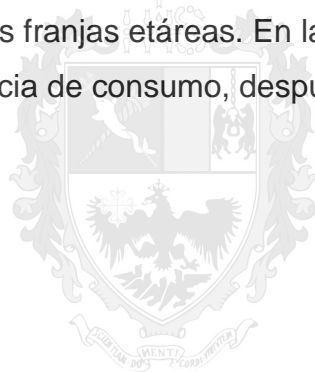 s franjas etáreas. En la
cia de consumo, despu